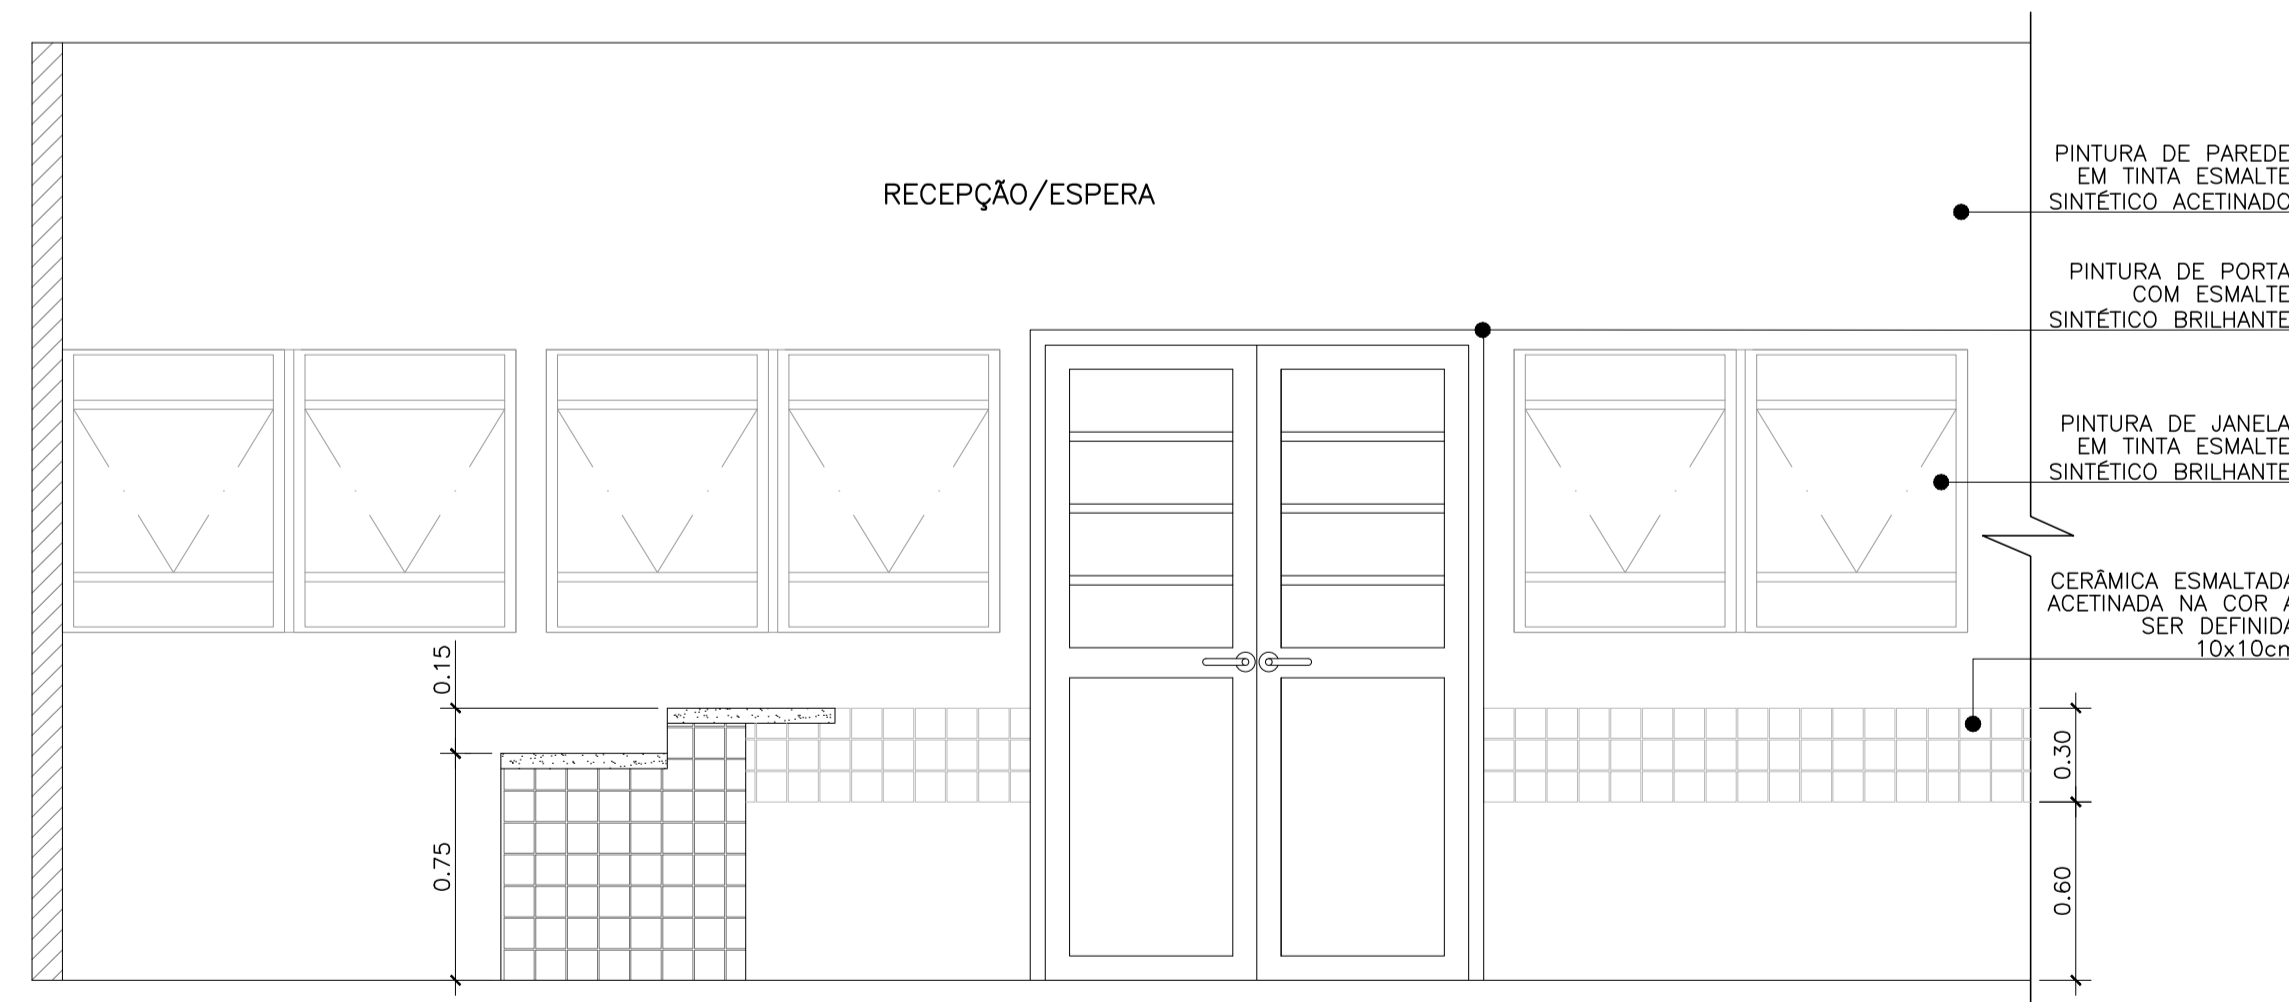 RECEPÇÃO/ESPERA
PINTURA DE PAREDE
EM TINTA ESMALTE
SINTÉTICO ACETINADO
PINTURA DE PORTA
COM ESMALTE
SINTÉTICO BRILHANTE
PINTURA DE JANELA
EM TINTA ESMALTE
SINTÉTICO BRILHANTE
CERÂMICA ESMALTADA
ACETINADA NA COR A
SER DEFINIDA
10x10cm
0.15
0.75
0.30
0.60